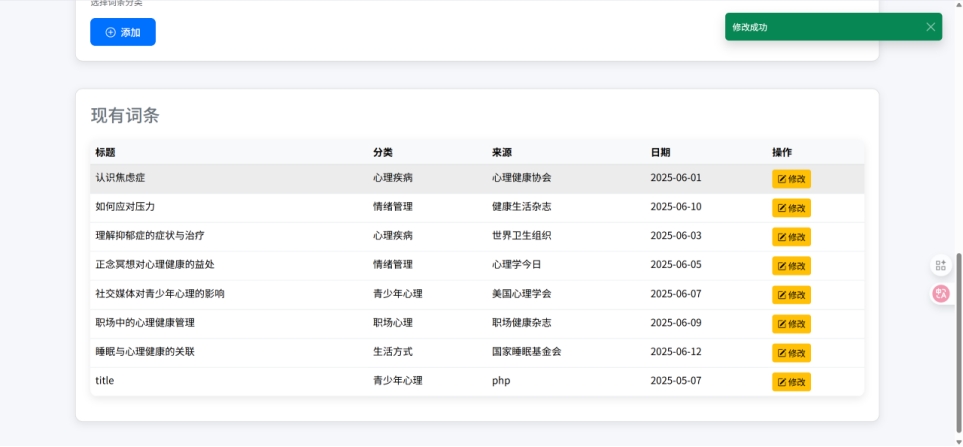 选择词条分类
添加
修改成功
现有词条
标题 分类 来源 日期 操作
认识焦虑症 心理疾病 心理健康协会 2025-06-01 修改
如何应对压力 情绪管理 健康生活杂志 2025-06-10 修改
理解抑郁症的症状与治疗 心理疾病 世界卫生组织 2025-06-03 修改
正念冥想对心理健康的益处 情绪管理 心理学今日 2025-06-05 修改
社交媒体对青少年心理的影响 青少年心理 美国心理学会 2025-06-07 修改
职场中的心理健康管理 职场心理 职场健康杂志 2025-06-09 修改
睡眠与心理健康的关联 生活方式 国家睡眠基金会 2025-06-12 修改
title 青少年心理 php 2025-05-07 修改